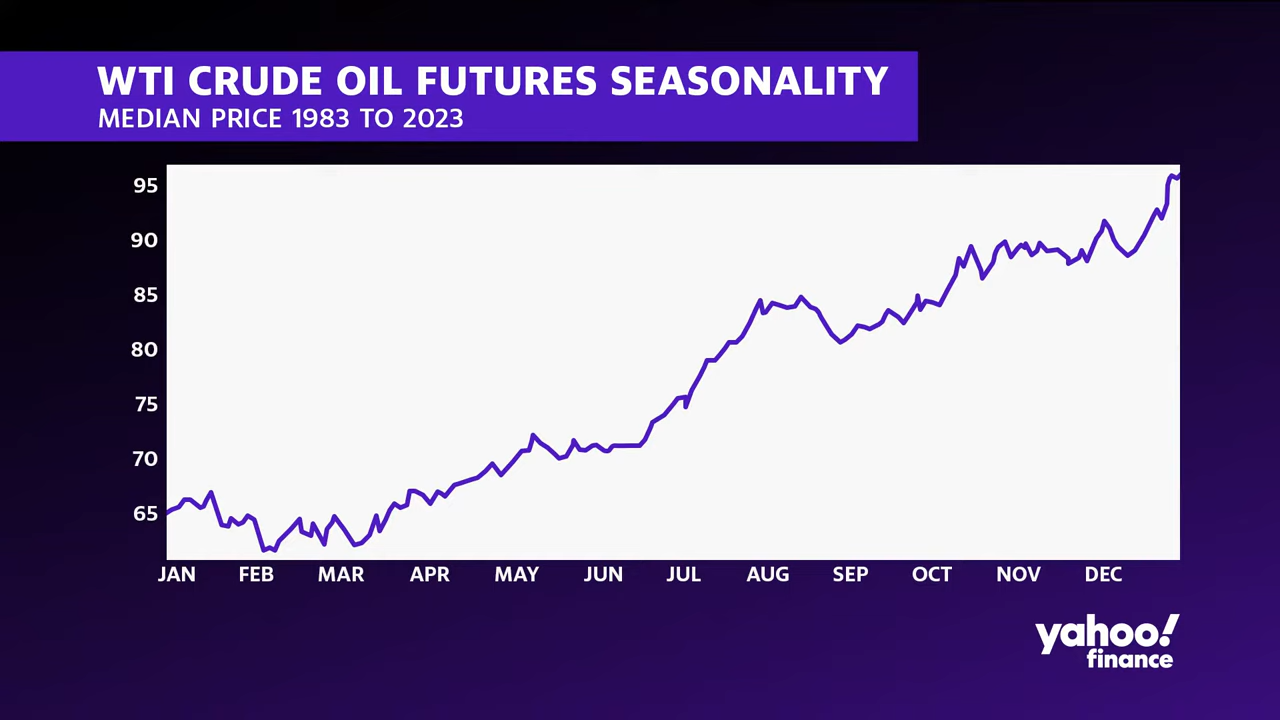 WTI CRUDE OIL FUTURES SEASONALITY
MEDIAN PRICE 1983 TO 2023
95
90
85
80
75
70
65
JAN FEB MAR APR MAY JUN JUL AUG SEP OCT NOV DEC
yahoo!
finance